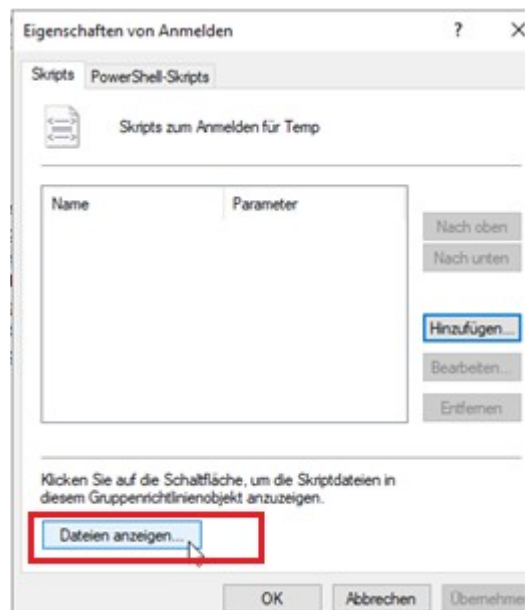 Eigenschaften von Anmelden
Skripts PowerShell-Skripts
Skripts zum Anmelden für Temp
Name Parameter
Nach oben
Nach unten
Hinzufügen...
Bearbeiten...
Entfernen
Klicken Sie auf die Schaltfläche, um die Skriptdateien in
diesem Gruppenrichtlinienobjekt anzuzeigen.
Dateien anzeigen...
OK Abbrechen Übernehme